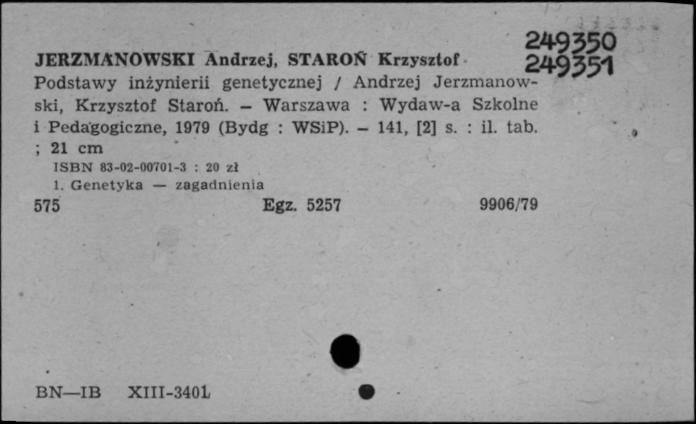 249350
JERZMANOWSKI Andrzej, STAROŃ Krzysztof
249351
Podstawy inżynierii genetycznej / Andrzej Jerzmanow-
ski, Krzysztof Staroń. — Warszawa : Wydaw-a Szkolne
i Pedagogiczne, 1979 (Bydg : WSiP). — 141, [2] s. : il. tab.
; 21 cm
ISBN 83-02-00701-3 : 20 zł
1. Genetyka — zagadnienia
575 Egz. 5257 9906/79
BN—IB XIII-3401